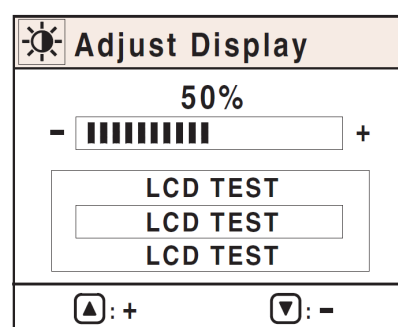 Adjust Display
50%
- +
LCD TEST
LCD TEST
LCD TEST
▲ : + ▼ : -